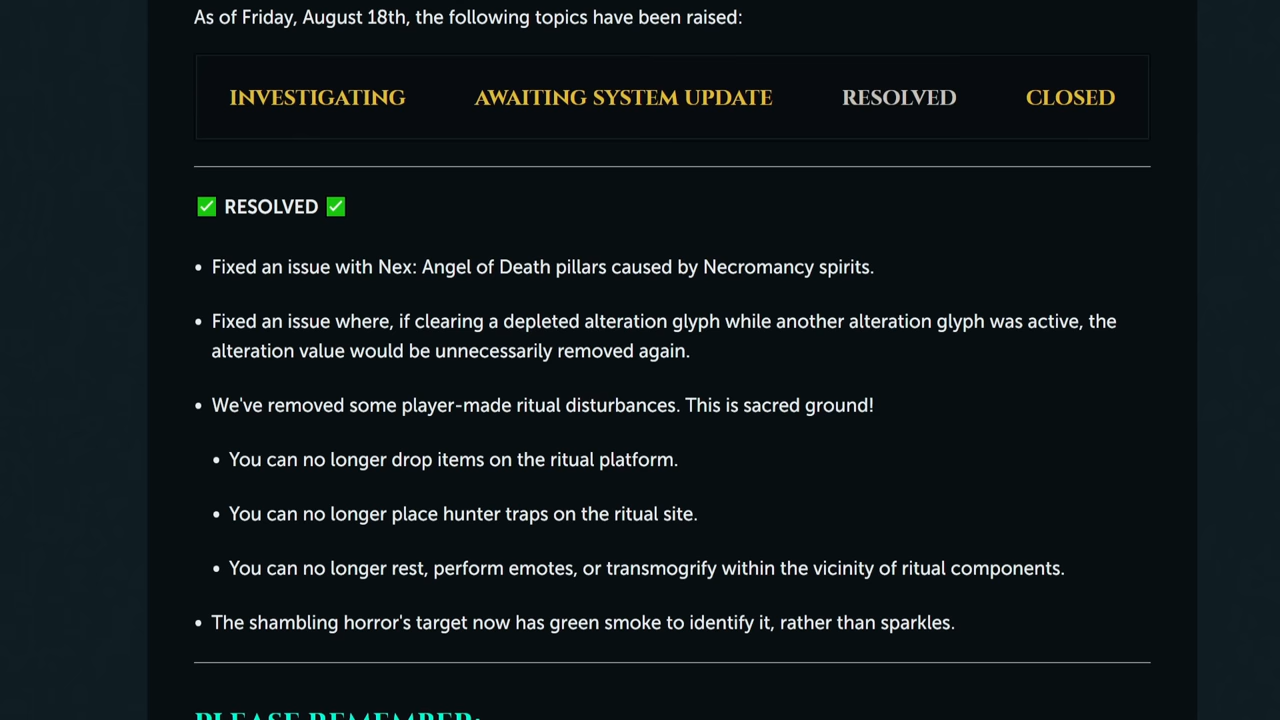 As of Friday, August 18th, the following topics have been raised:
INVESTIGATING AWAITING SYSTEM UPDATE RESOLVED CLOSED
✅ RESOLVED ✅
• Fixed an issue with Nex: Angel of Death pillars caused by Necromancy spirits.
• Fixed an issue where, if clearing a depleted alteration glyph while another alteration glyph was active, the
alteration value would be unnecessarily removed again.
• We've removed some player-made ritual disturbances. This is sacred ground!
• You can no longer drop items on the ritual platform.
• You can no longer place hunter traps on the ritual site.
• You can no longer rest, perform emotes, or transmogrify within the vicinity of ritual components.
• The shambling horror's target now has green smoke to identify it, rather than sparkles.
PLEASE REMEMBER: